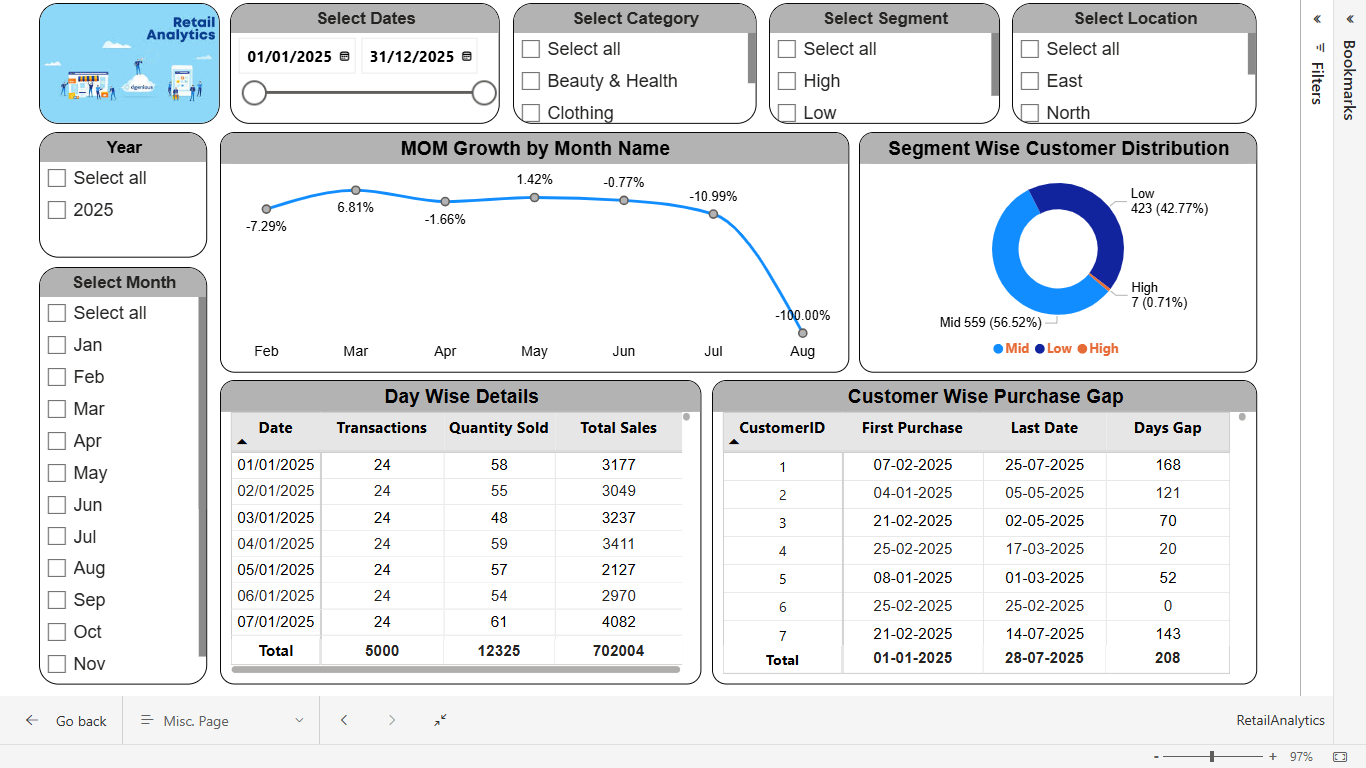 Retail
Analytics
dgenious
Select Dates
01/01/2025 31/12/2025
Select Category
Select all
Beauty & Health
Clothing
Select Segment
Select all
High
Low
Select Location
Select all
East
North
Filters
Bookmarks
Year
Select all
2025
Select Month
Select all
Jan
Feb
Mar
Apr
May
Jun
Jul
Aug
Sep
Oct
Nov
MOM Growth by Month Name
-7.29%
6.81%
-1.66%
1.42%
-0.77%
-10.99%
-100.00%
Feb Mar Apr May Jun Jul Aug
Segment Wise Customer Distribution
Low
423 (42.77%)
High
7 (0.71%)
Mid 559 (56.52%)
Mid Low High
Day Wise Details
Date Transactions Quantity Sold Total Sales
01/01/2025 24 58 3177
02/01/2025 24 55 3049
03/01/2025 24 48 3237
04/01/2025 24 59 3411
05/01/2025 24 57 2127
06/01/2025 24 54 2970
07/01/2025 24 61 4082
Total 5000 12325 702004
Customer Wise Purchase Gap
CustomerID First Purchase Last Date Days Gap
1 07-02-2025 25-07-2025 168
2 04-01-2025 05-05-2025 121
3 21-02-2025 02-05-2025 70
4 25-02-2025 17-03-2025 20
5 08-01-2025 01-03-2025 52
6 25-02-2025 25-02-2025 0
7 21-02-2025 14-07-2025 143
Total 01-01-2025 28-07-2025 208
Go back
Misc. Page
RetailAnalytics
- + 97%